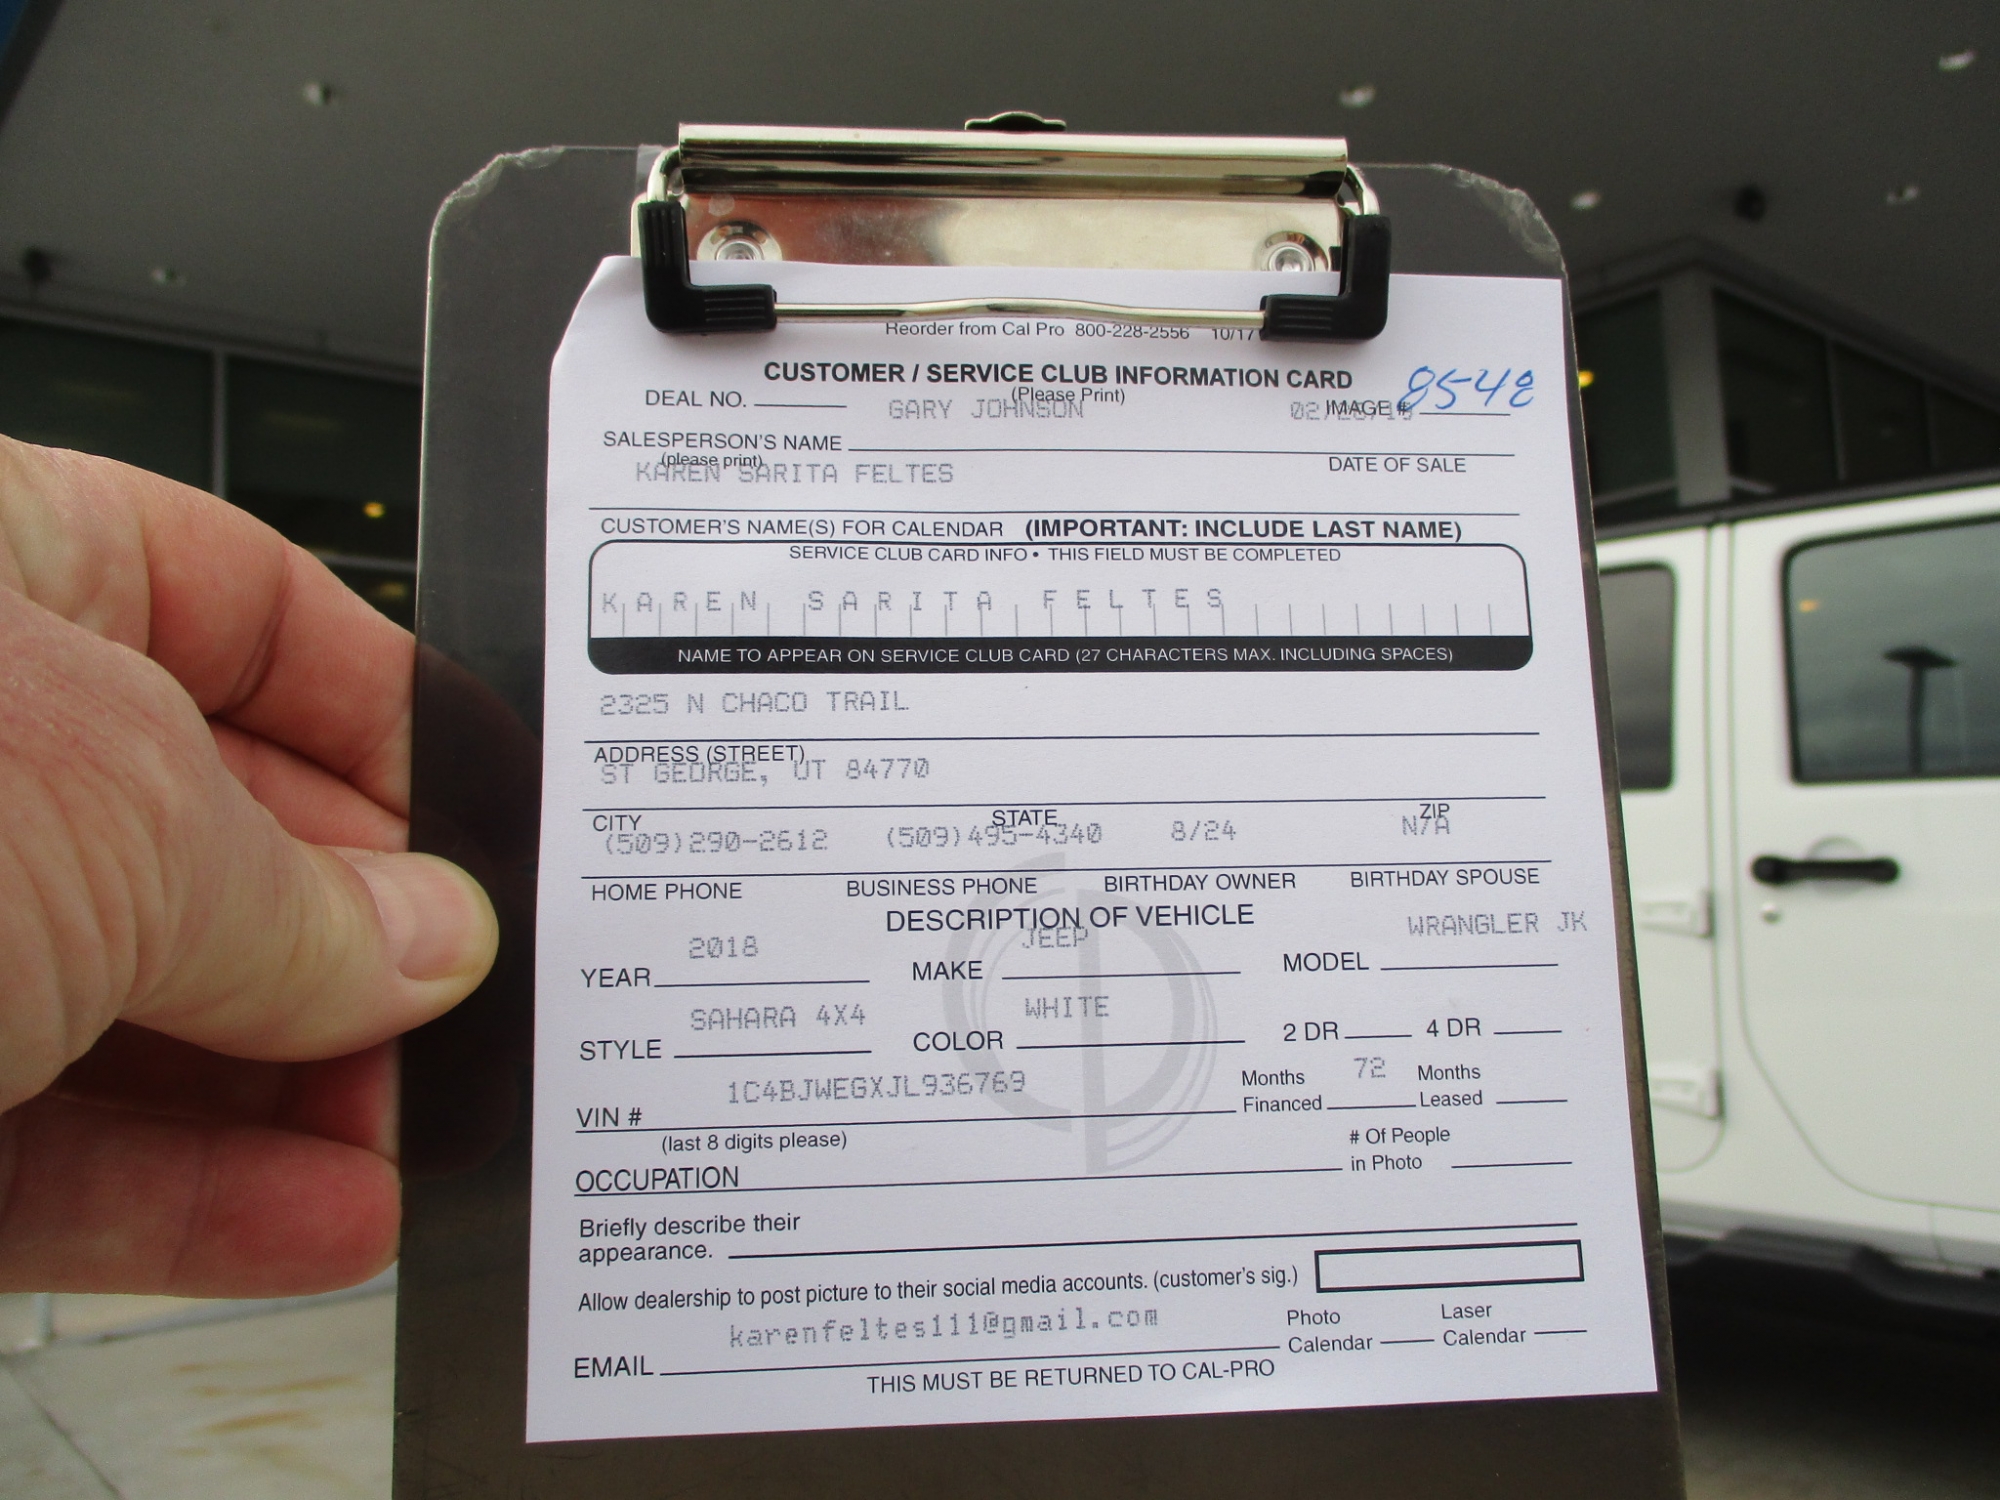 Reorder from Cal Pro 800-228-2556 10/17
CUSTOMER / SERVICE CLUB INFORMATION CARD
(Please Print)
DEAL NO. GARY JOHNSON IMAGE # 8548
SALESPERSON'S NAME DATE OF SALE
(please print)
KAREN SARITA FELTES
CUSTOMER'S NAME(S) FOR CALENDAR (IMPORTANT: INCLUDE LAST NAME)
SERVICE CLUB CARD INFO • THIS FIELD MUST BE COMPLETED
KAREN SARITA FELTES
NAME TO APPEAR ON SERVICE CLUB CARD (27 CHARACTERS MAX. INCLUDING SPACES)
2325 N CHACO TRAIL
ADDRESS (STREET)
ST GEORGE, UT 84770
CITY STATE ZIP
(509)290-2612 (509)495-4340 8/24 N/A
HOME PHONE BUSINESS PHONE BIRTHDAY OWNER BIRTHDAY SPOUSE
DESCRIPTION OF VEHICLE
2018 JEEP WRANGLER JK
YEAR MAKE MODEL
SAHARA 4X4 WHITE
STYLE COLOR 2 DR 4 DR
1C4BJWEGXJL936769 Months 72 Months
VIN # Financed Leased
(last 8 digits please) # Of People
OCCUPATION in Photo
Briefly describe their
appearance.
Allow dealership to post picture to their social media accounts. (customer's sig.)
karenfeltes111@gmail.com Photo Laser
EMAIL Calendar Calendar
THIS MUST BE RETURNED TO CAL-PRO